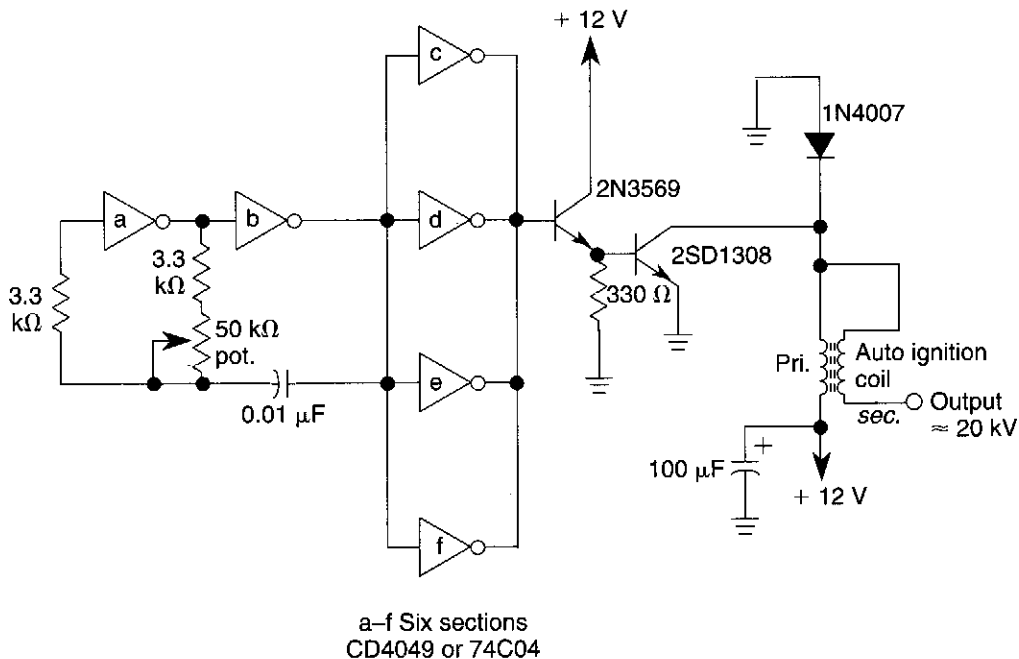 + 12 V
c
1N4007
2N3569
a
b
d
2SD1308
3.3
kΩ
3.3
kΩ
330 Ω
50 kΩ
pot.
Pri.
Auto ignition
coil
e
0.01 μF
sec.
Output
≈ 20 kV
+
100 μF
+ 12 V
f
a–f Six sections
CD4049 or 74C04